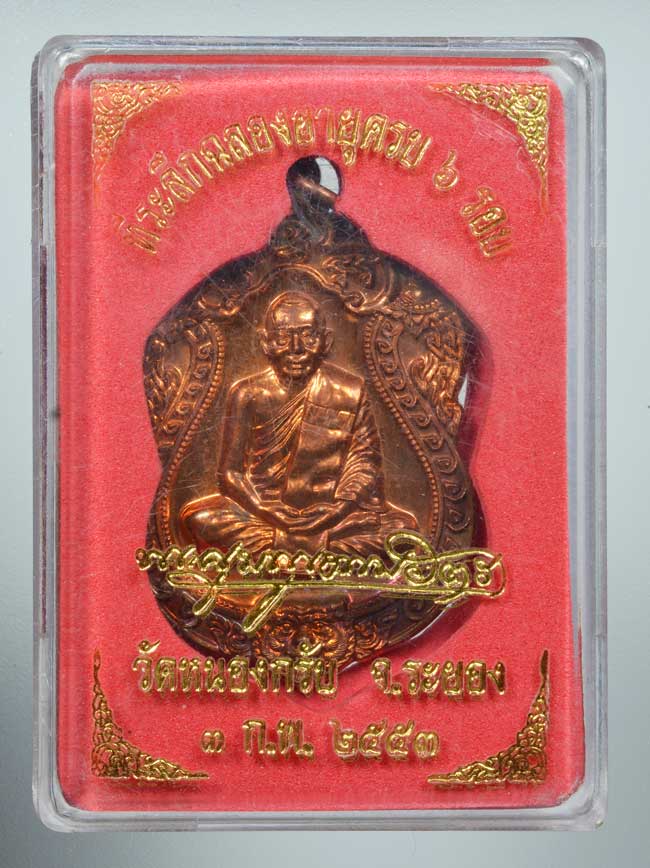 ที่ระลึกฉลองอายุครบ ๖ รอบ
วัดหนองกรับ จ.ระยอง
๓ ก.พ. ๒๕๕๓